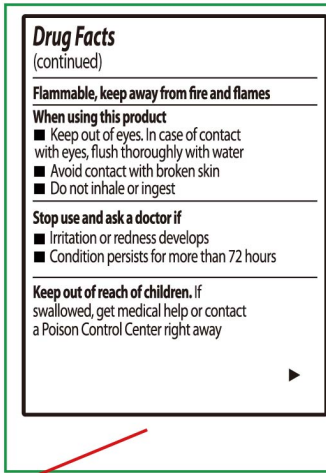 Drug Facts
(continued)
Flammable, keep away from fire and flames
When using this product
■ Keep out of eyes. In case of contact
with eyes, flush thoroughly with water
■ Avoid contact with broken skin
■ Do not inhale or ingest
Stop use and ask a doctor if
■ Irritation or redness develops
■ Condition persists for more than 72 hours
Keep out of reach of children. If
swallowed, get medical help or contact
a Poison Control Center right away